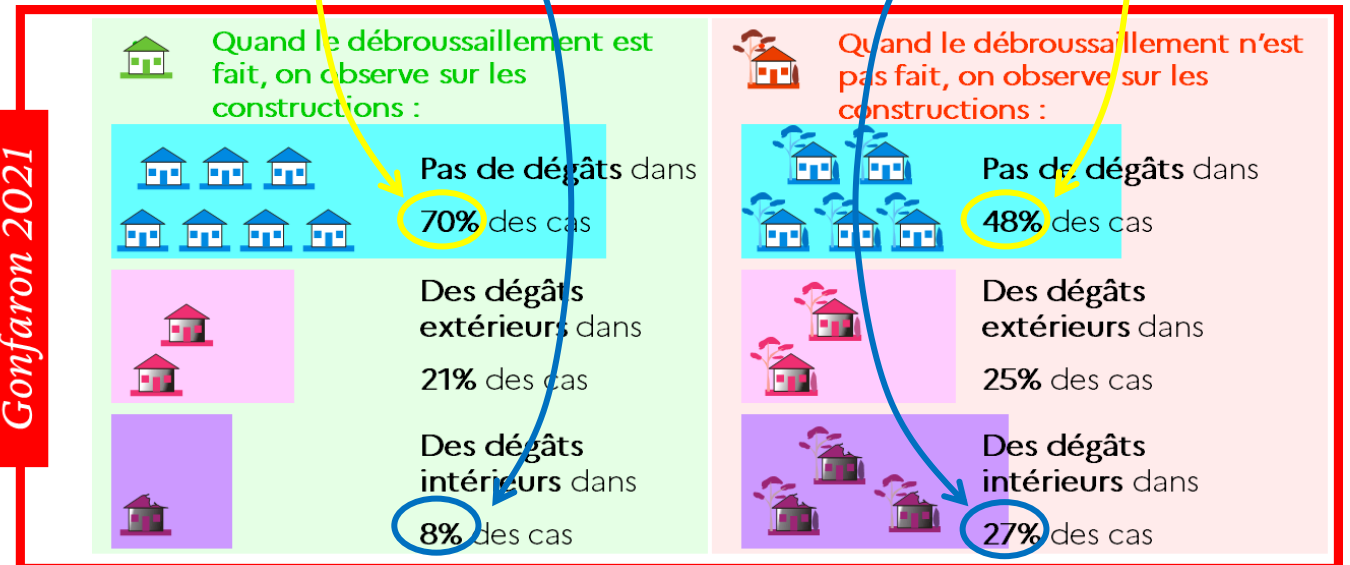 Gonfaron 2021
Quand le débroussaillement est
fait, on observe sur les
constructions :
Pas de dégâts dans
70% des cas
Des dégâts
extérieurs dans
21% des cas
Des dégâts
intérieurs dans
8% des cas
Quand le débroussaillement n'est
pas fait, on observe sur les
constructions :
Pas de dégâts dans
48% des cas
Des dégâts
extérieurs dans
25% des cas
Des dégâts
intérieurs dans
27% des cas